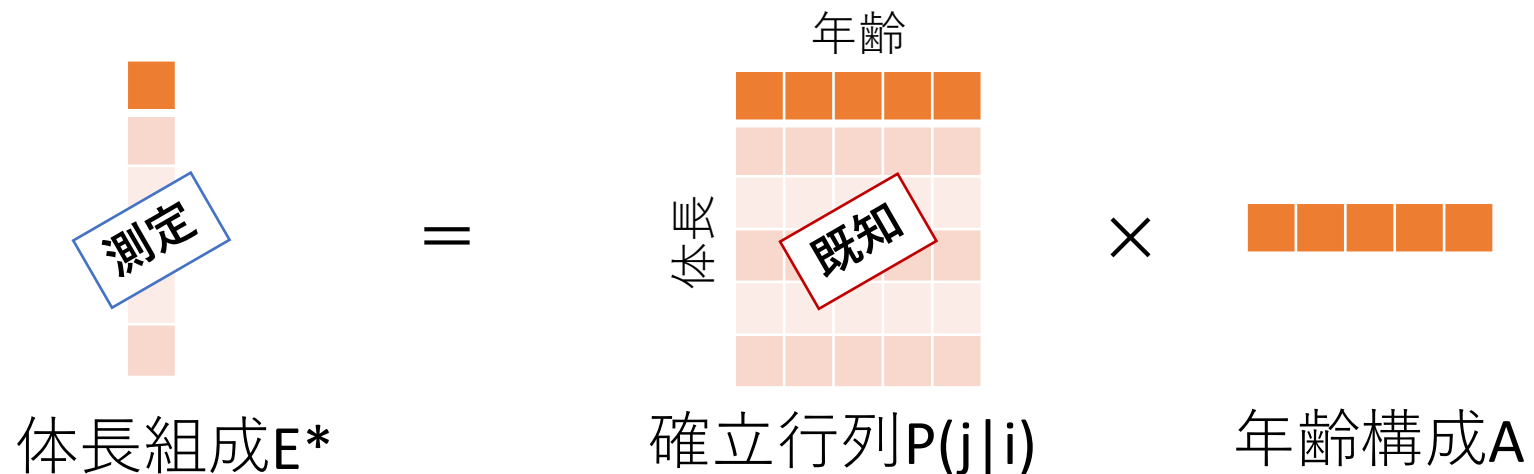 年齢
体長
測定
=
既知
×
体長組成E*
確立行列P(j|i)
年齢構成A